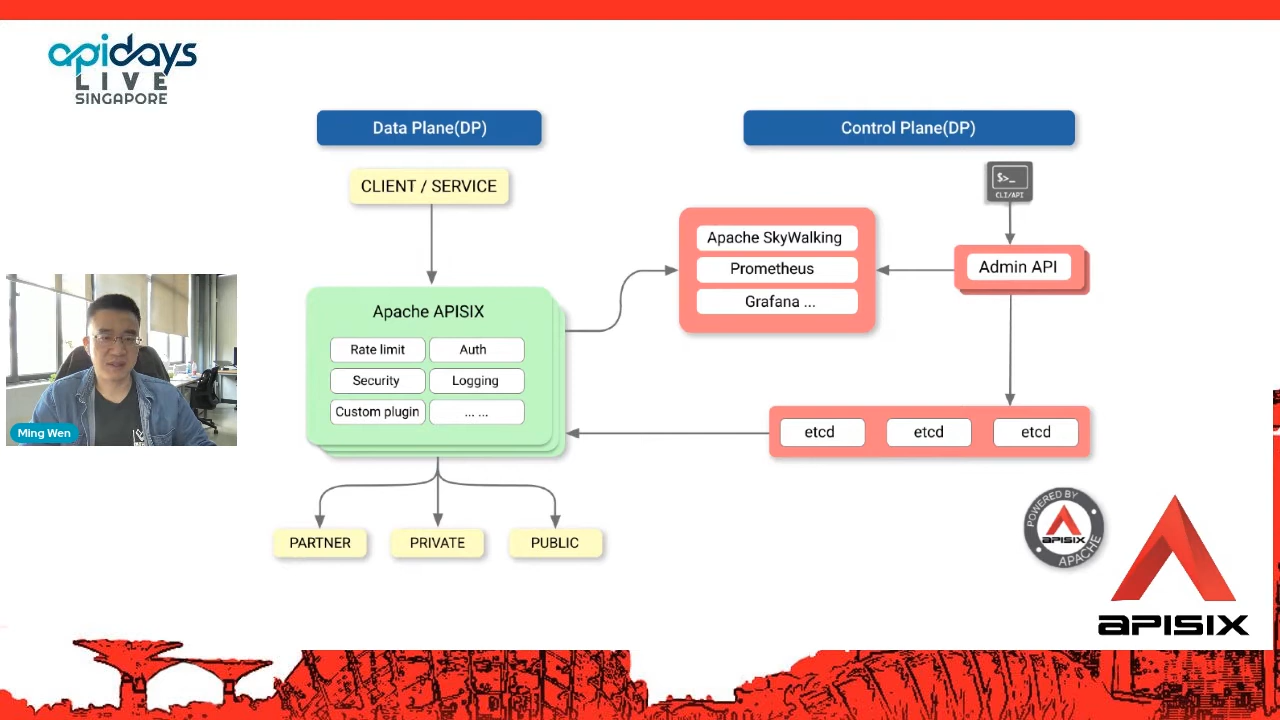 apidays
LIVE
SINGAPORE
Data Plane(DP)
Control Plane(DP)
CLIENT / SERVICE
$>_
CLI/API
Apache SkyWalking
Prometheus
Grafana ...
Admin API
Apache APISIX
Rate limit
Auth
Security
Logging
Custom plugin
... ...
etcd
etcd
etcd
Ming Wen
PARTNER
PRIVATE
PUBLIC
POWERED BY
APISIX
APACHE
APISIX